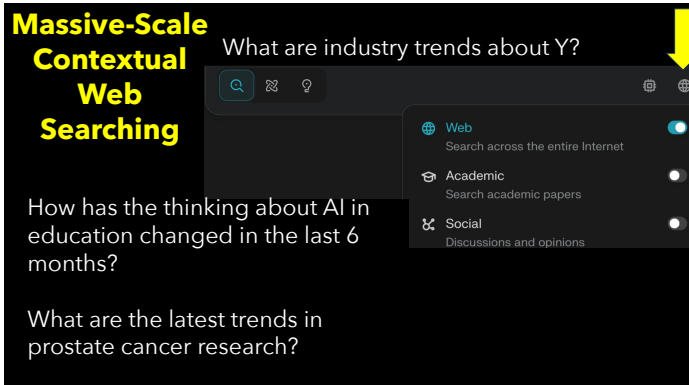 Massive-Scale
Contextual
Web
Searching
What are industry trends about Y?
Web
Search across the entire Internet
Academic
Search academic papers
Social
Discussions and opinions
How has the thinking about AI in
education changed in the last 6
months?
What are the latest trends in
prostate cancer research?